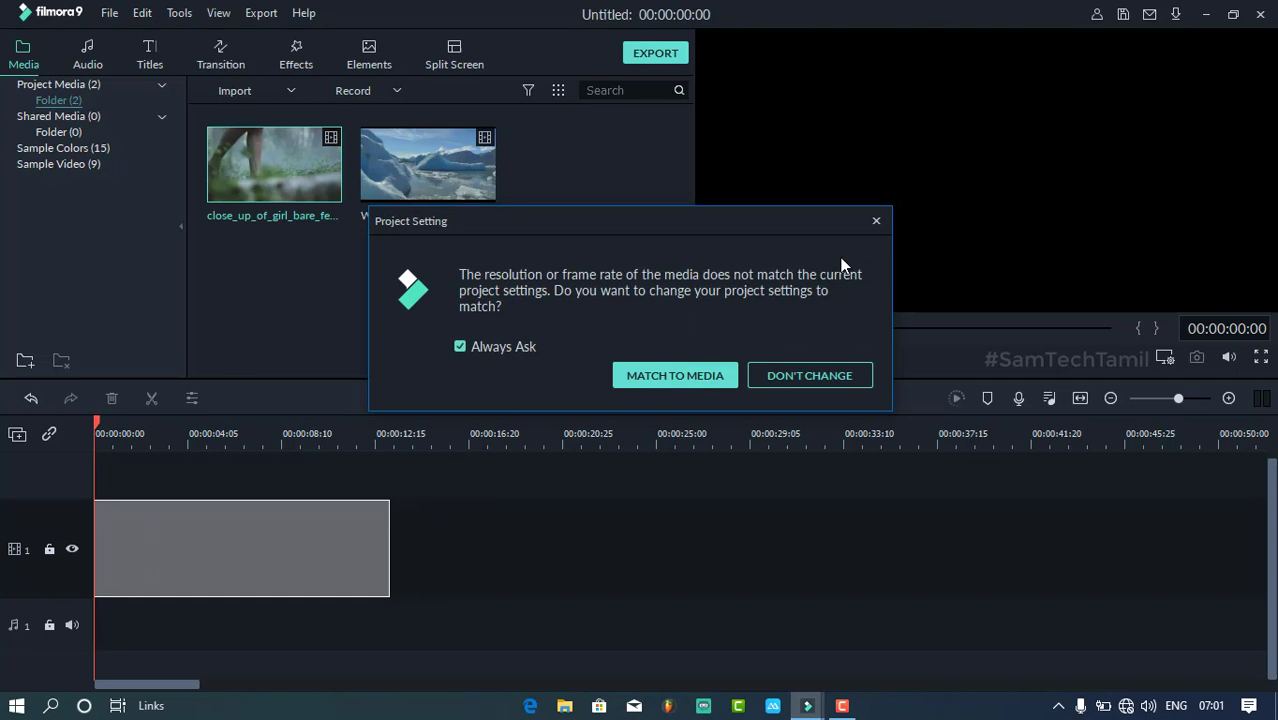 filmora9
File Edit Tools View Export Help
Untitled: 00:00:00:00
Media Audio Titles Transition Effects Elements Split Screen
EXPORT
Project Media (2)
Folder (2)
Shared Media (0)
Folder (0)
Sample Colors (15)
Sample Video (9)
Import Record Search
close_up_of_girl_bare_fe...
Project Setting
The resolution or frame rate of the media does not match the current
project settings. Do you want to change your project settings to
match?
Always Ask
MATCH TO MEDIA DON'T CHANGE
00:00:00:00
#SamTechTamil
00:00:00:00 00:00:04:05 00:00:08:10 00:00:12:15 00:00:16:20 00:00:20:25 00:00:25:00 00:00:29:05 00:00:33:10 00:00:37:15 00:00:41:20 00:00:45:25 00:00:50:00
1
1
Links
ENG 07:01